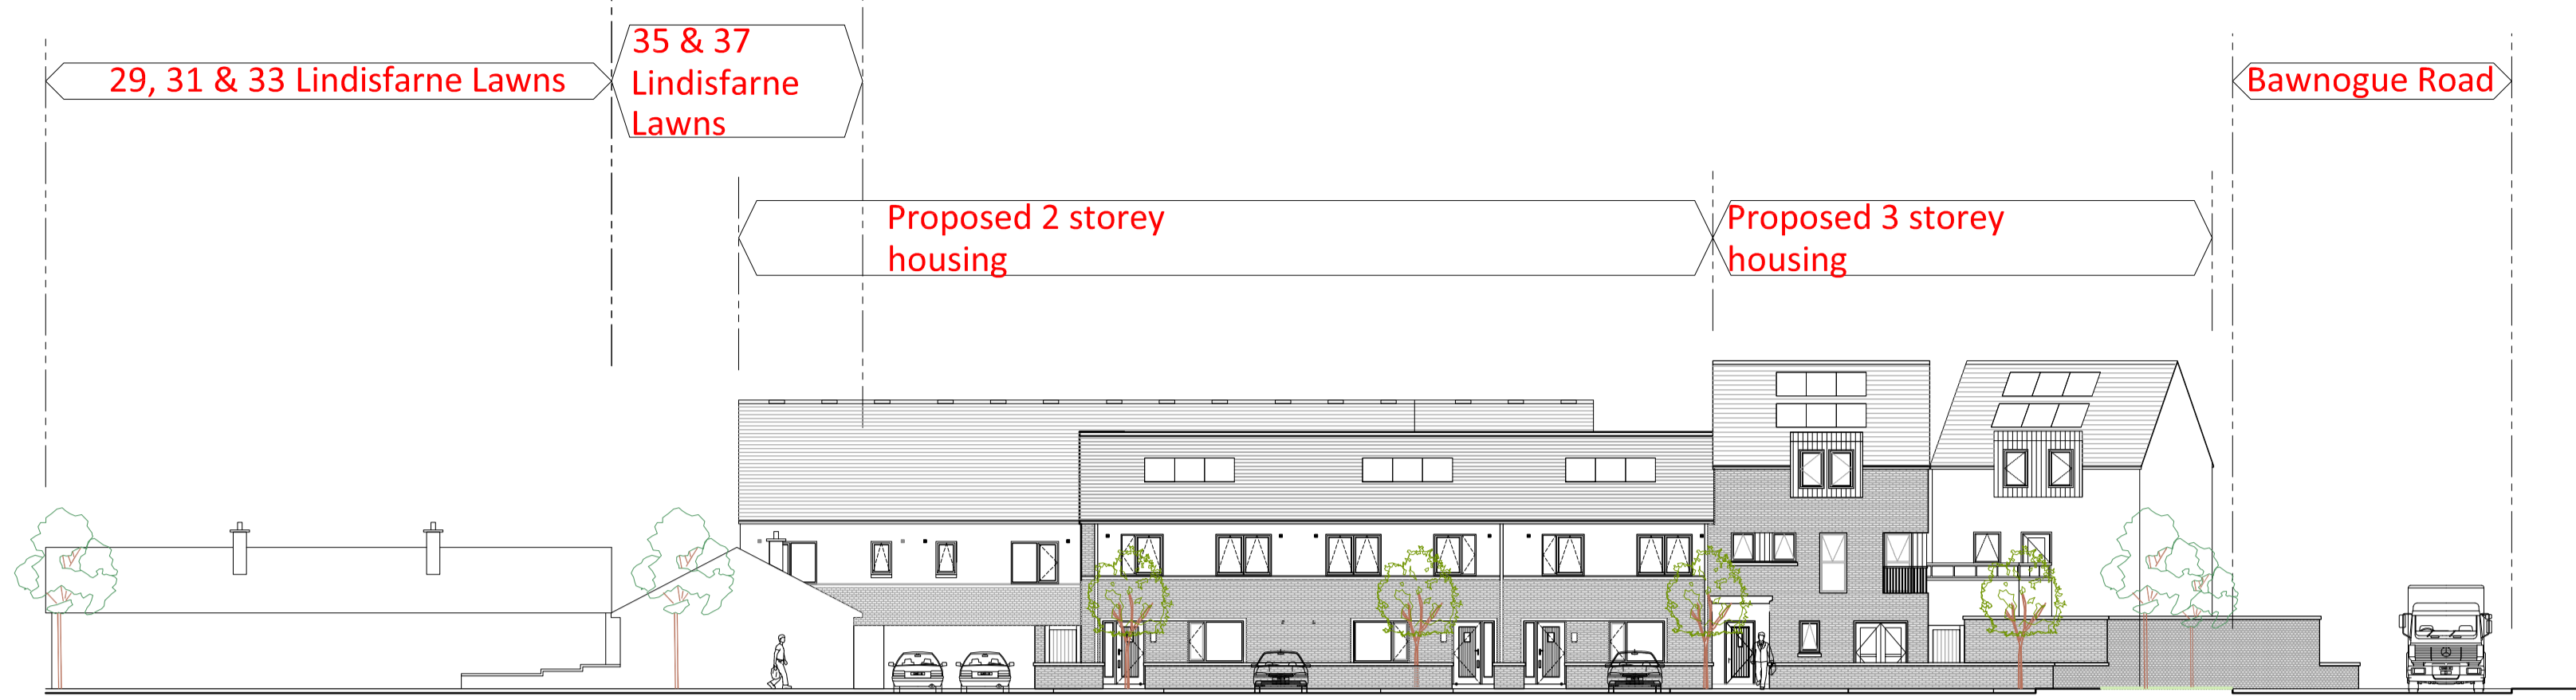 29, 31 & 33 Lindisfarne Lawns
35 & 37
Lindisfarne
Lawns
Bawnogue Road
Proposed 2 storey
housing
Proposed 3 storey
housing